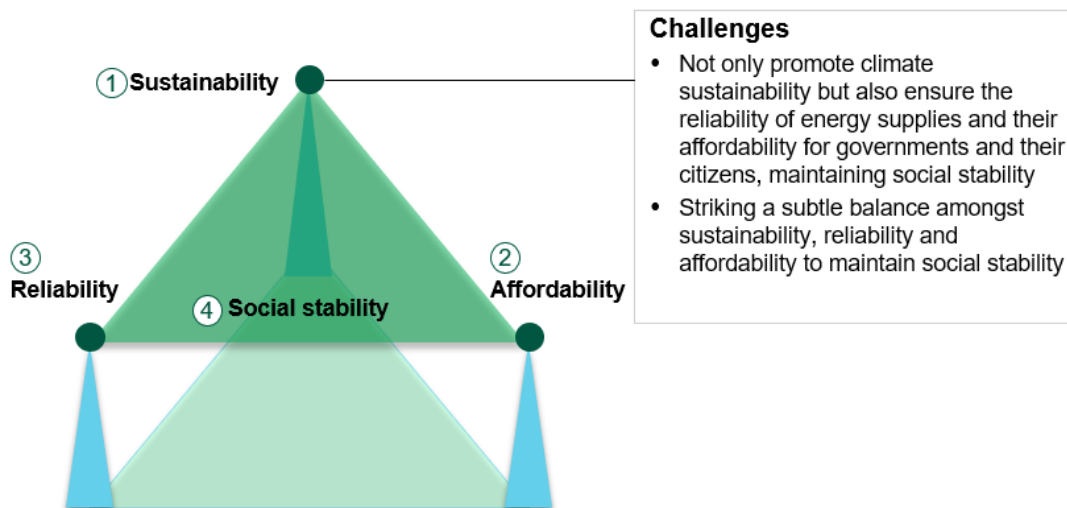 ① Sustainability
③
Reliability
②
Affordability
④ Social stability
Challenges
• Not only promote climate
sustainability but also ensure the
reliability of energy supplies and their
affordability for governments and their
citizens, maintaining social stability
• Striking a subtle balance amongst
sustainability, reliability and
affordability to maintain social stability